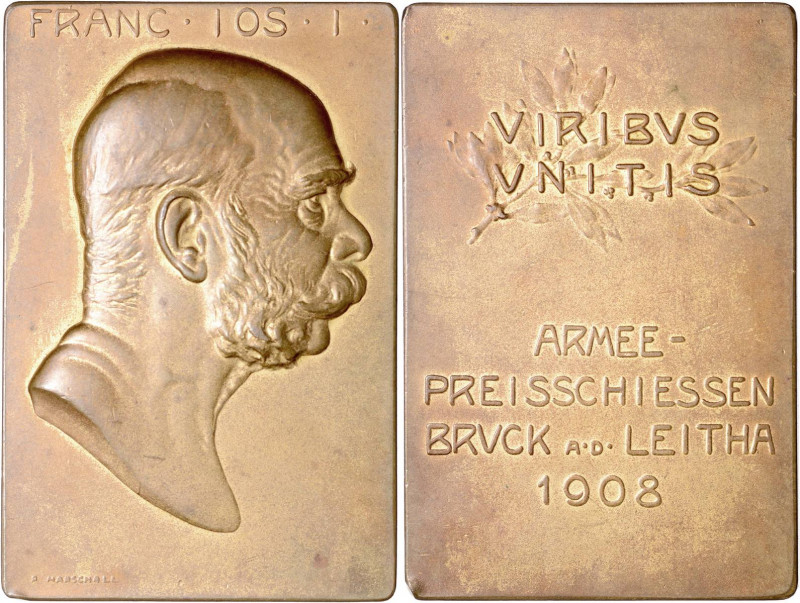 FRANC · IOS · I ·
A MARSCHALL
VIRIBVS
VNITIS
ARMEE-
PREISSCHIESSEN
BRVCK A·D· LEITHA
1908